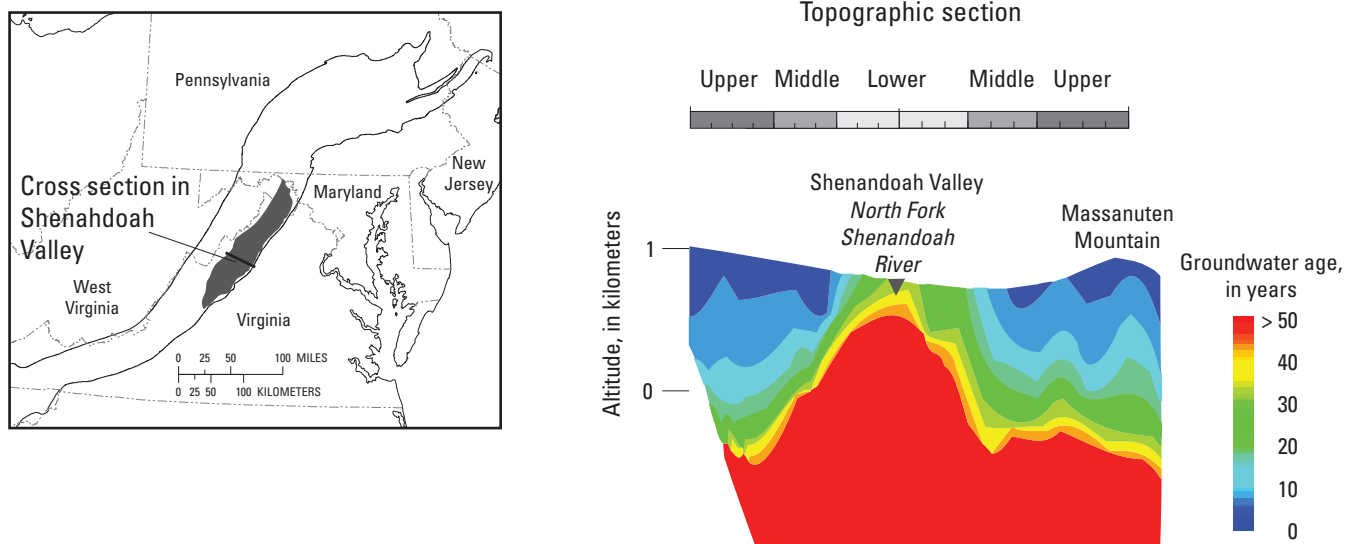 Pennsylvania
New
Jersey
Maryland
Cross section in
Shenahdoah
Valley
West
Virginia
Virginia
0 25 50 100 MILES
0 25 50 100 KILOMETERS
Topographic section
Upper Middle Lower Middle Upper
Shenandoah Valley
North Fork
Shenandoah
River
Massanuten
Mountain
Altitude, in kilometers
1
0
Groundwater age,
in years
> 50
40
30
20
10
0